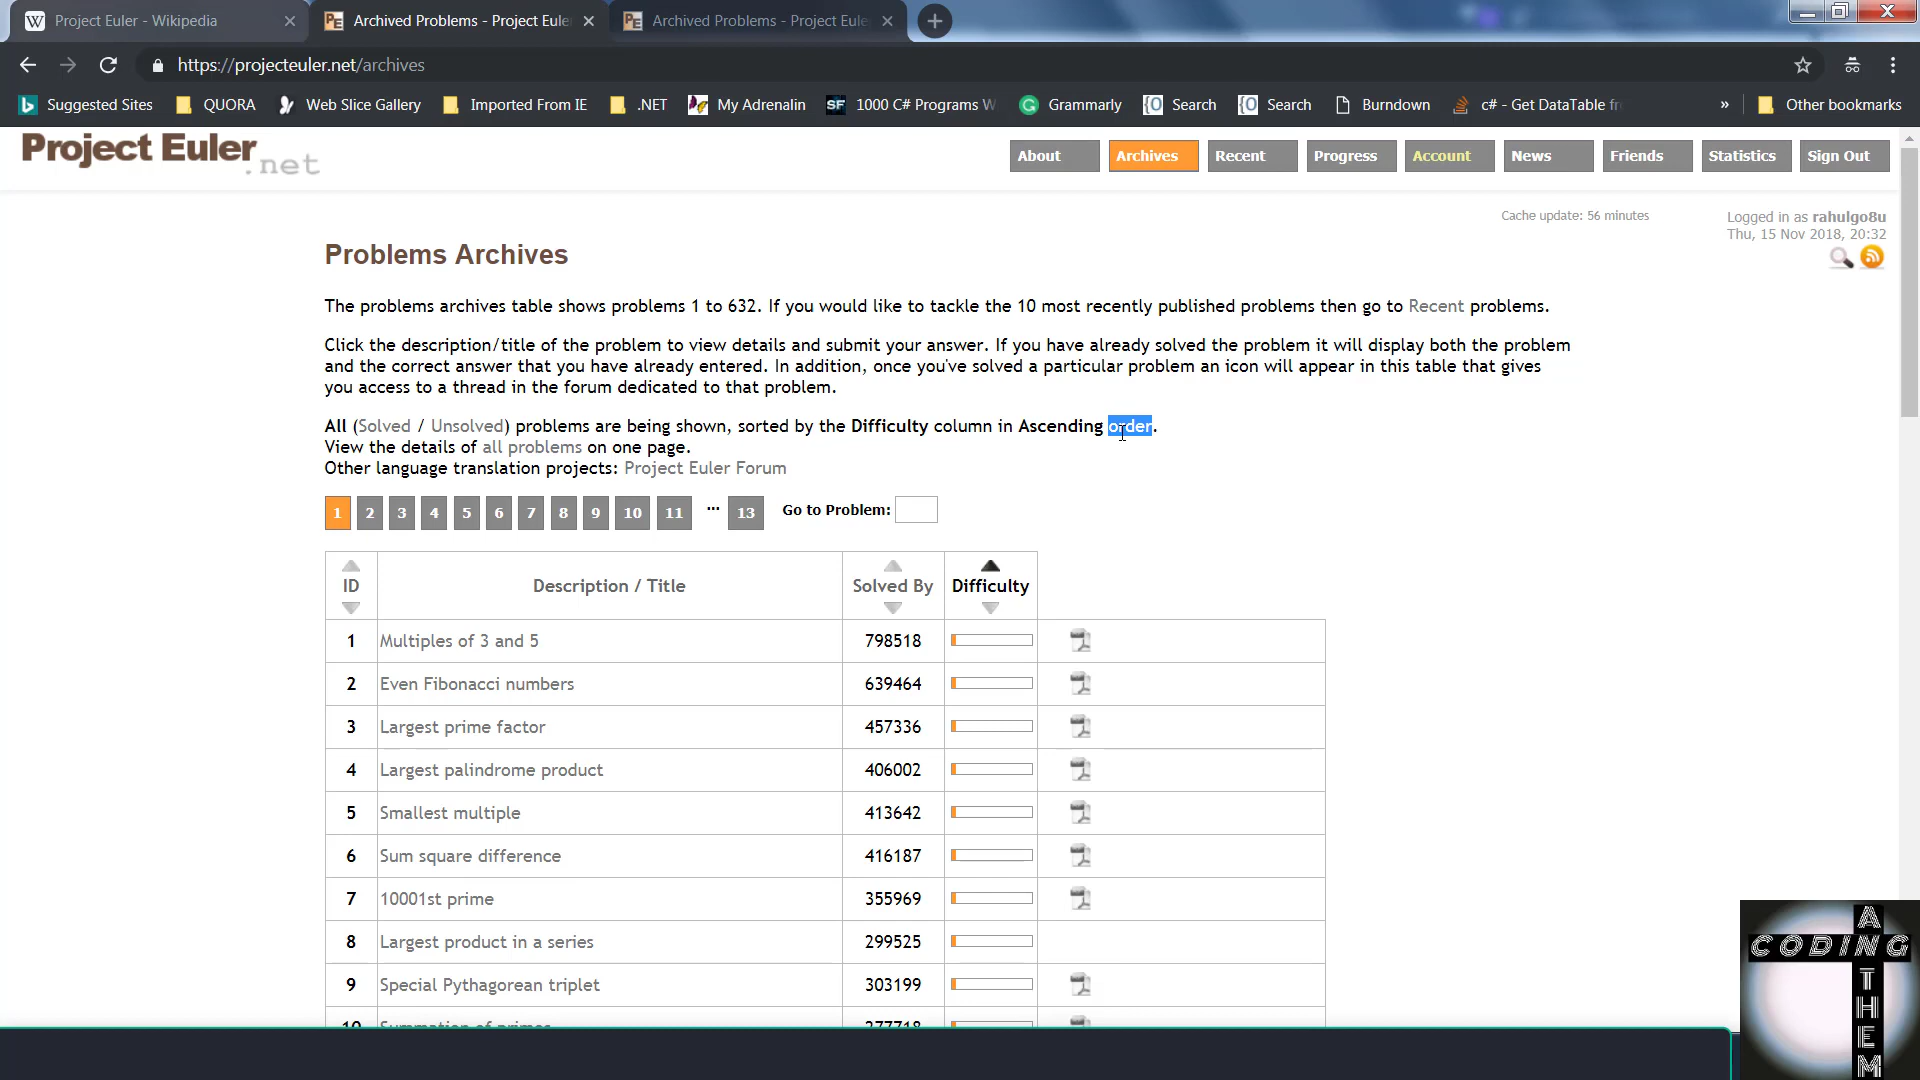 Project Euler - Wikipedia
Archived Problems - Project Eule
Archived Problems - Project Eule
https://projecteuler.net/archives
Suggested Sites QUORA Web Slice Gallery Imported From IE .NET My Adrenalin 1000 C# Programs W Grammarly Search Search Burndown c# - Get DataTable fr » Other bookmarks
Project Euler.net
About Archives Recent Progress Account News Friends Statistics Sign Out
Cache update: 56 minutes
Logged in as rahulgo8u
Thu, 15 Nov 2018, 20:32
Problems Archives
The problems archives table shows problems 1 to 632. If you would like to tackle the 10 most recently published problems then go to Recent problems.
Click the description/title of the problem to view details and submit your answer. If you have already solved the problem it will display both the problem
and the correct answer that you have already entered. In addition, once you've solved a particular problem an icon will appear in this table that gives
you access to a thread in the forum dedicated to that problem.
All (Solved / Unsolved) problems are being shown, sorted by the Difficulty column in Ascending order.
View the details of all problems on one page.
Other language translation projects: Project Euler Forum
1 2 3 4 5 6 7 8 9 10 11 ... 13 Go to Problem:
ID Description / Title Solved By Difficulty
1 Multiples of 3 and 5 798518
2 Even Fibonacci numbers 639464
3 Largest prime factor 457336
4 Largest palindrome product 406002
5 Smallest multiple 413642
6 Sum square difference 416187
7 10001st prime 355969
8 Largest product in a series 299525
9 Special Pythagorean triplet 303199
10 Summation of primes 277718
CODING
ANTHEM